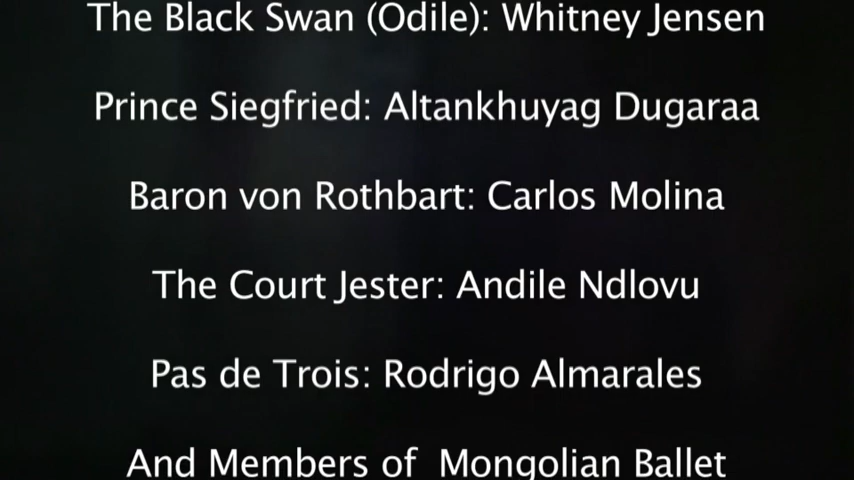 The Black Swan (Odile): Whitney Jensen
Prince Siegfried: Altankhuyag Dugaraa
Baron von Rothbart: Carlos Molina
The Court Jester: Andile Ndlovu
Pas de Trois: Rodrigo Almarales
And Members of  Mongolian Ballet